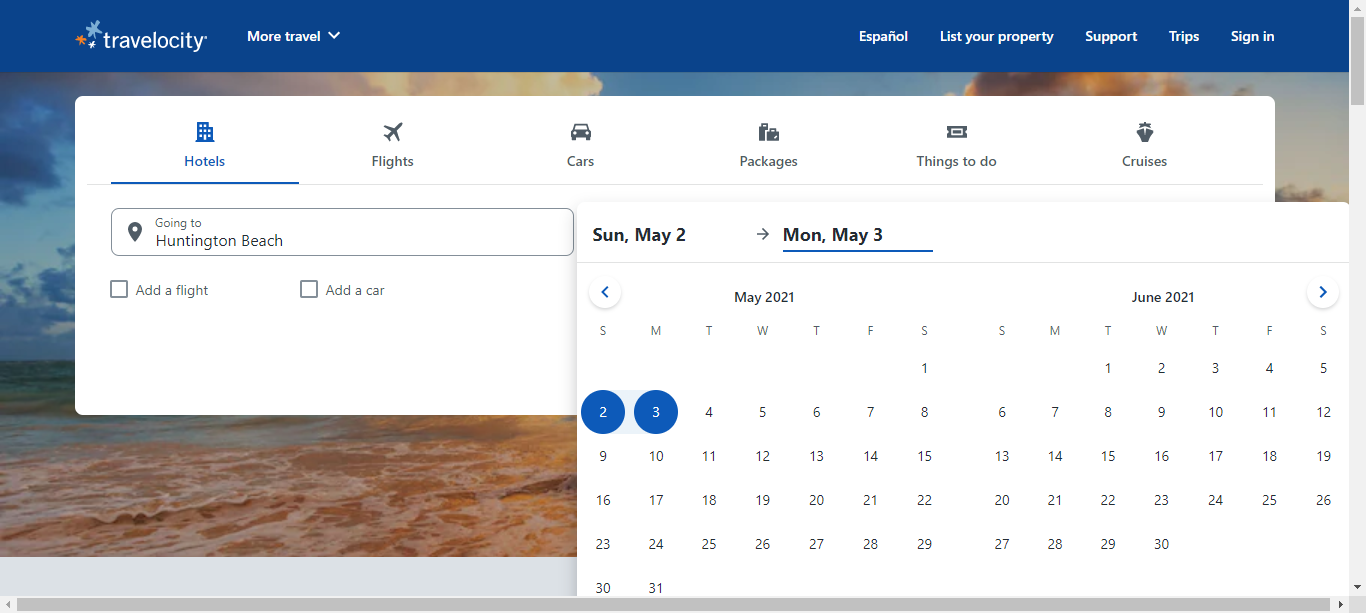 travelocity
More travel
Español
List your property
Support
Trips
Sign in
Hotels
Flights
Cars
Packages
Things to do
Cruises
Going to
Huntington Beach
Add a flight
Add a car
Sun, May 2
Mon, May 3
May 2021
S M T W T F S
1
2 3 4 5 6 7 8
9 10 11 12 13 14 15
16 17 18 19 20 21 22
23 24 25 26 27 28 29
30 31
June 2021
S M T W T F S
1 2 3 4 5
6 7 8 9 10 11 12
13 14 15 16 17 18 19
20 21 22 23 24 25 26
27 28 29 30